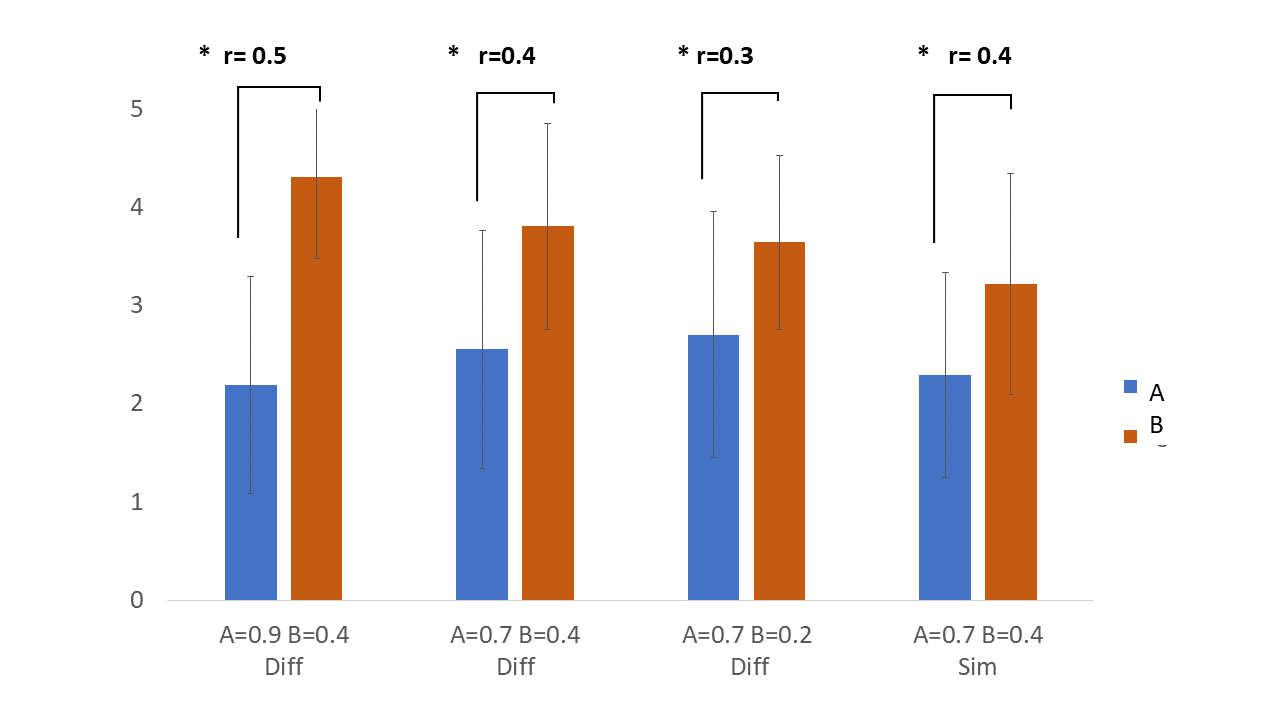 * r= 0.5
* r=0.4
* r=0.3
* r= 0.4
5
4
3
2
1
0
A=0.9 B=0.4
Diff
A=0.7 B=0.4
Diff
A=0.7 B=0.2
Diff
A=0.7 B=0.4
Sim
A
B